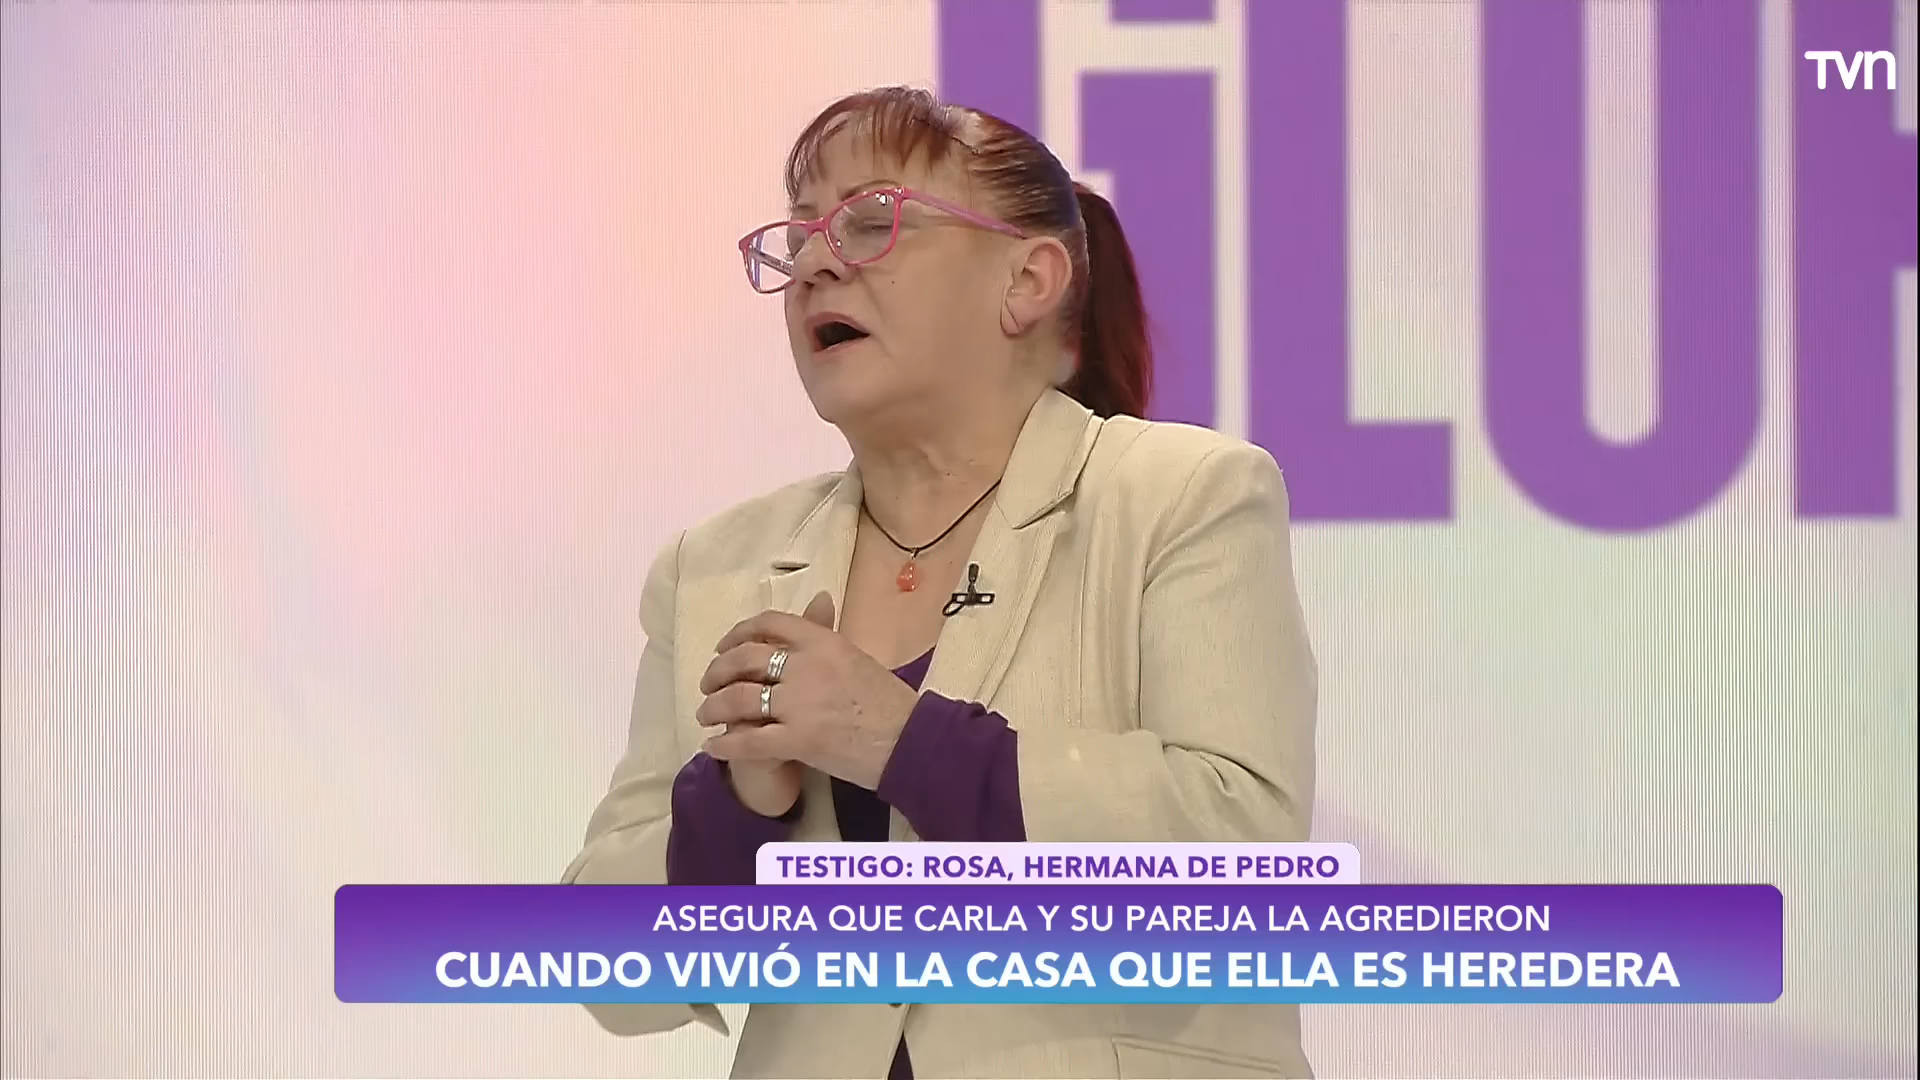 TVN
GLOR
TESTIGO: ROSA, HERMANA DE PEDRO
ASEGURA QUE CARLA Y SU PAREJA LA AGREDIERON
CUANDO VIVIÓ EN LA CASA QUE ELLA ES HEREDERA